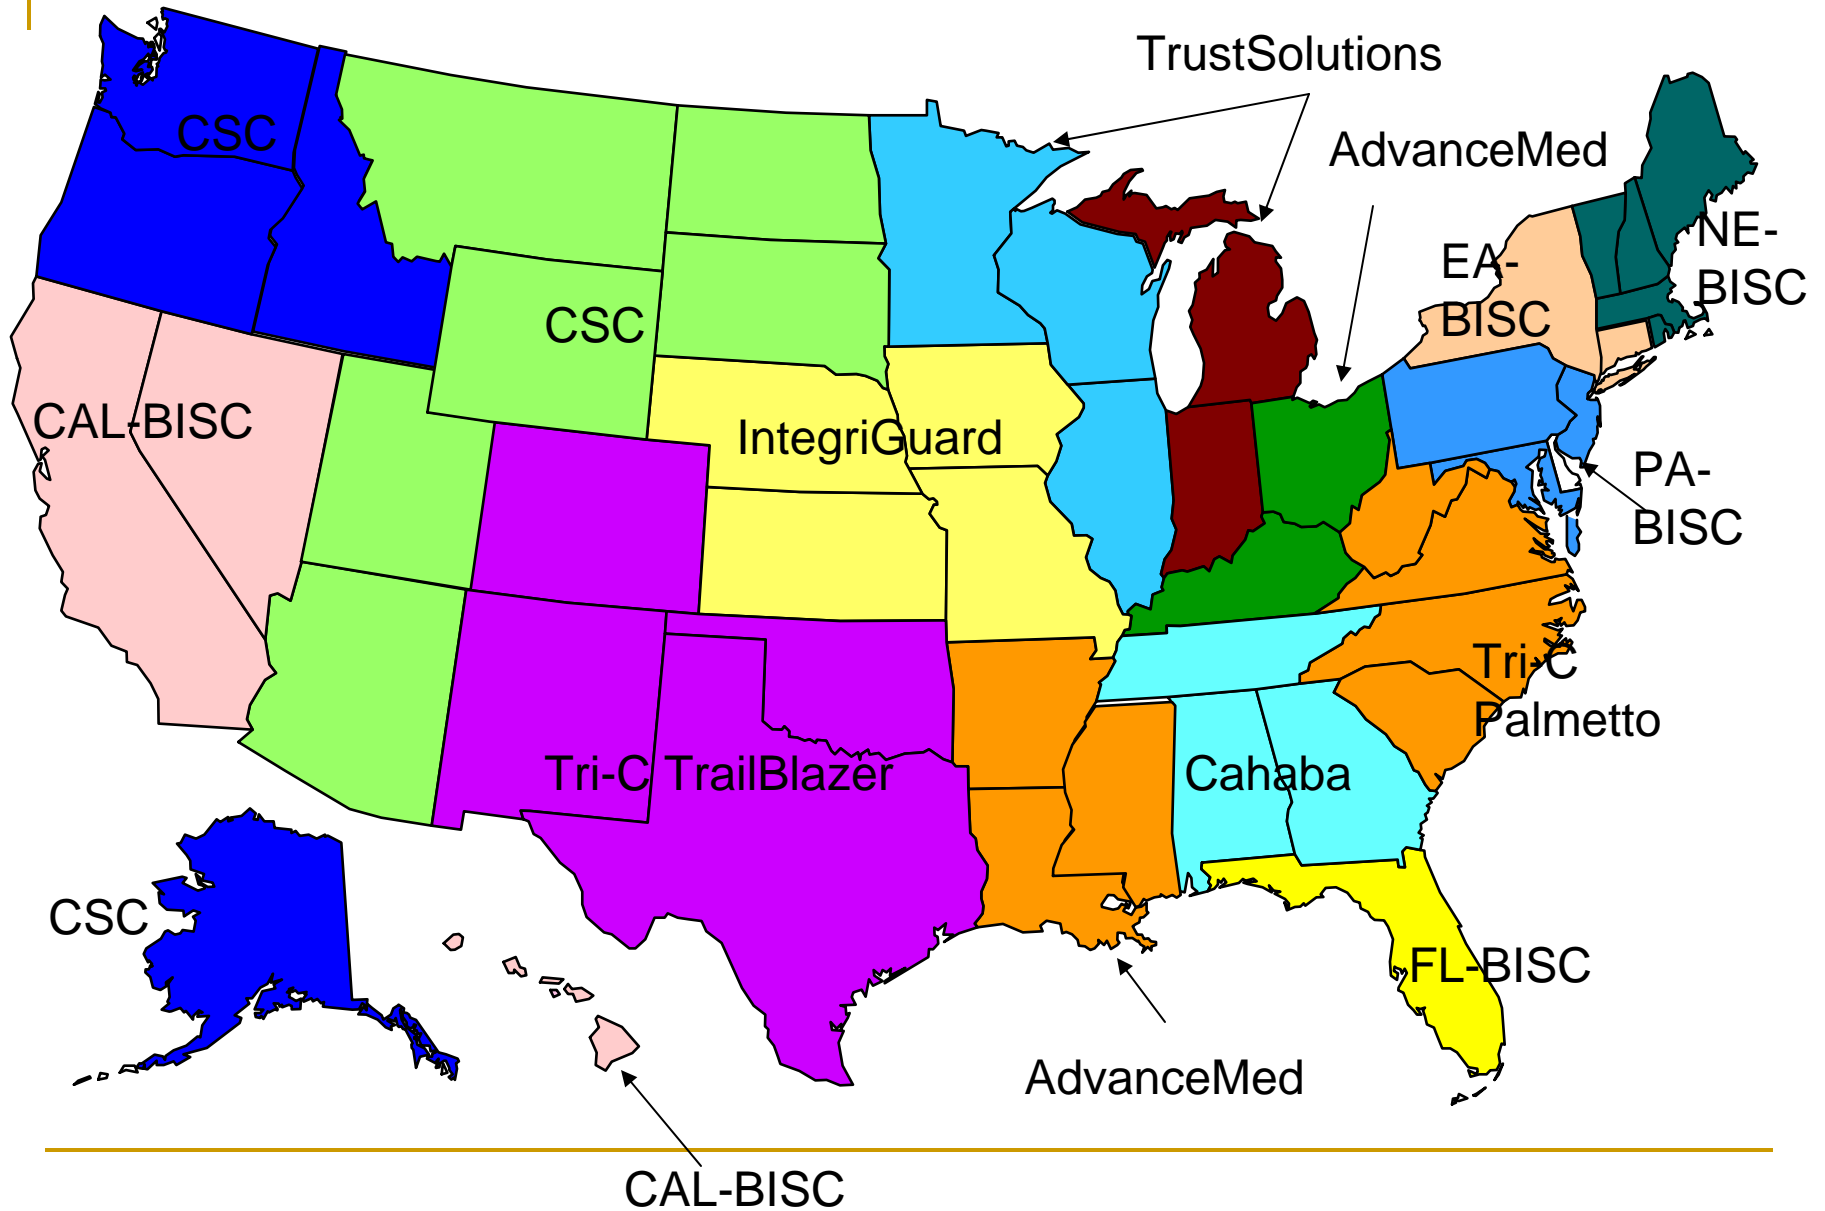 TrustSolutions
CSC
AdvanceMed
NE-
BISC
EA-
BISC
CSC
CAL-BISC
IntegriGuard
PA-
BISC
Tri-C
Palmetto
Tri-C TrailBlazer
Cahaba
CSC
FL-BISC
AdvanceMed
CAL-BISC